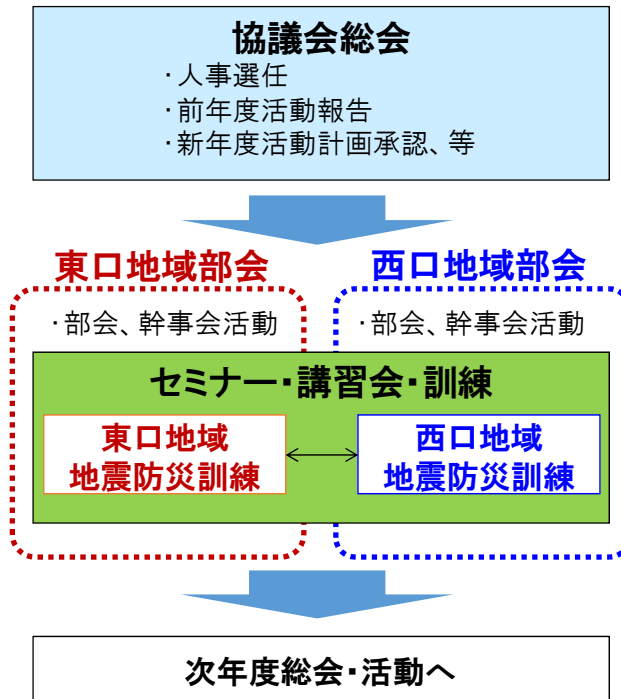 協議会総会
・人事選任
・前年度活動報告
・新年度活動計画承認、等
東口地域部会
西口地域部会
・部会、幹事会活動
・部会、幹事会活動
セミナー・講習会・訓練
東口地域
地震防災訓練
西口地域
地震防災訓練
次年度総会・活動へ